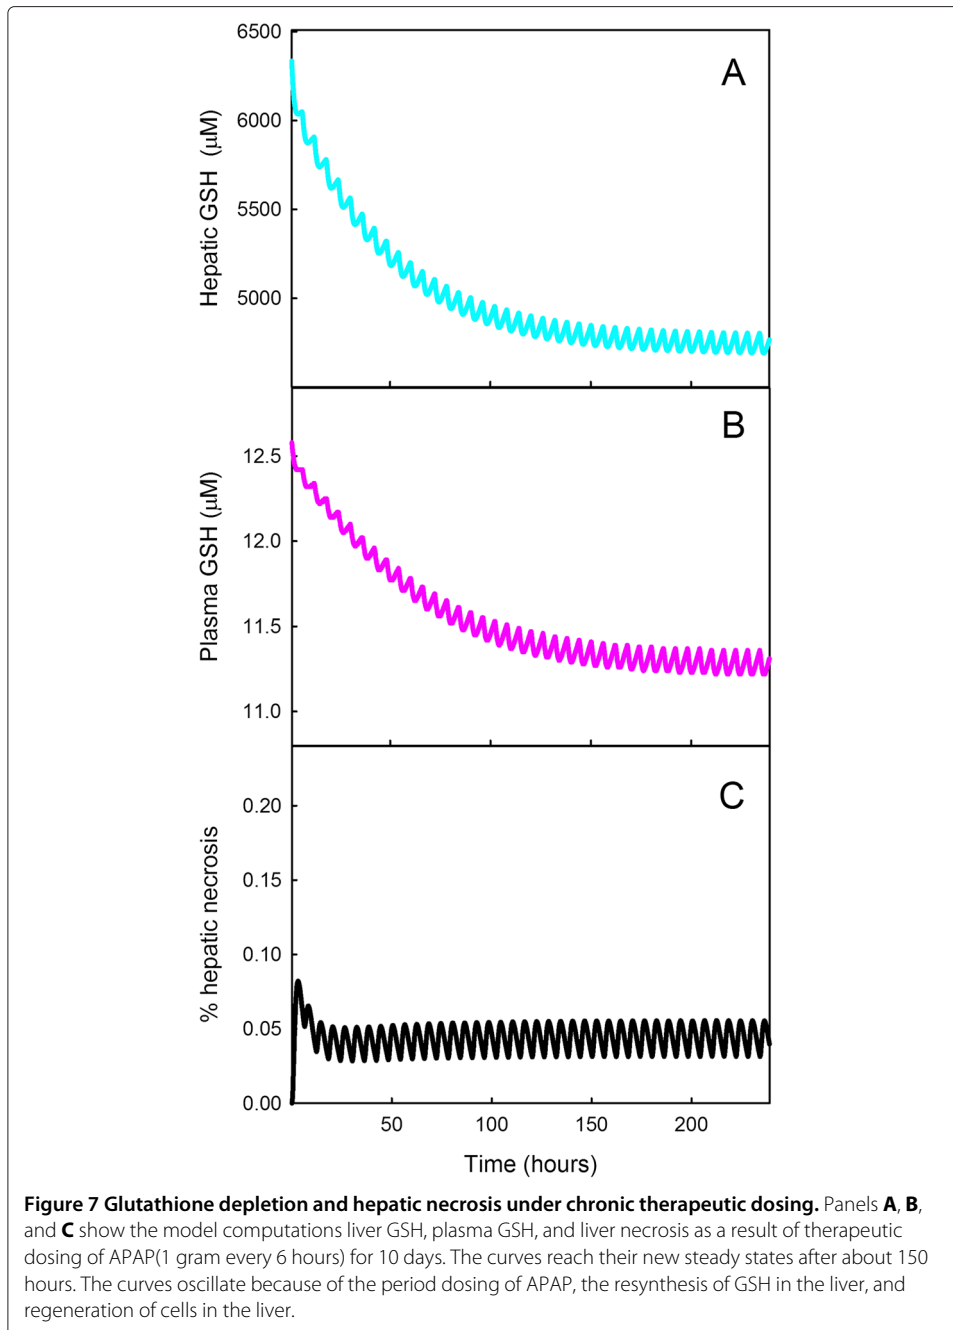 6500
A
6000
Hepatic GSH (μM)
5500
5000
B
12.5
Plasma GSH (μM)
12.0
11.5
11.0
C
0.20
% hepatic necrosis
0.15
0.10
0.05
0.00
50 100 150 200
Time (hours)
Figure 7 Glutathione depletion and hepatic necrosis under chronic therapeutic dosing. Panels A, B,
and C show the model computations liver GSH, plasma GSH, and liver necrosis as a result of therapeutic
dosing of APAP(1 gram every 6 hours) for 10 days. The curves reach their new steady states after about 150
hours. The curves oscillate because of the period dosing of APAP, the resynthesis of GSH in the liver, and
regeneration of cells in the liver.